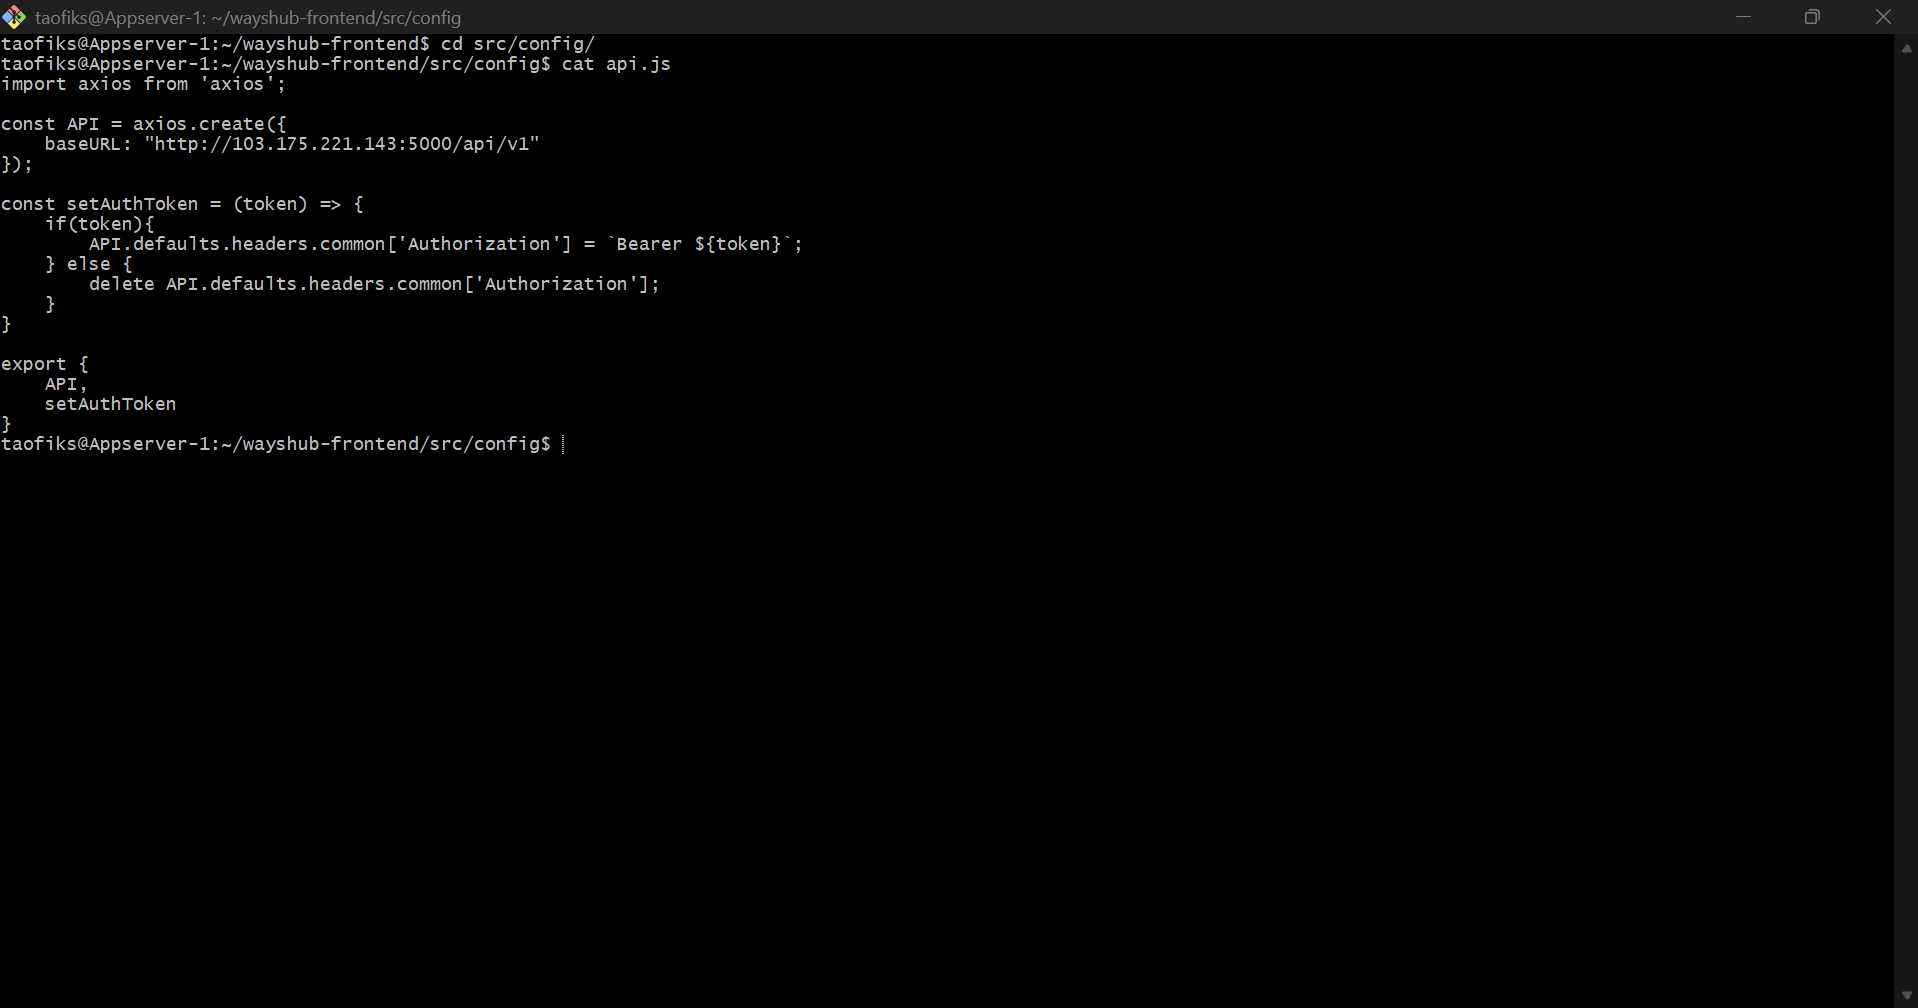 taofiks@Appserver-1: ~/wayshub-frontend/src/config
taofiks@Appserver-1:~/wayshub-frontend$ cd src/config/
taofiks@Appserver-1:~/wayshub-frontend/src/config$ cat api.js
import axios from 'axios';

const API = axios.create({
    baseURL: "http://103.175.221.143:5000/api/v1"
});

const setAuthToken = (token) => {
    if(token){
        API.defaults.headers.common['Authorization'] = `Bearer ${token}`;
    } else {
        delete API.defaults.headers.common['Authorization'];
    }
}

export {
    API,
    setAuthToken
}
taofiks@Appserver-1:~/wayshub-frontend/src/config$